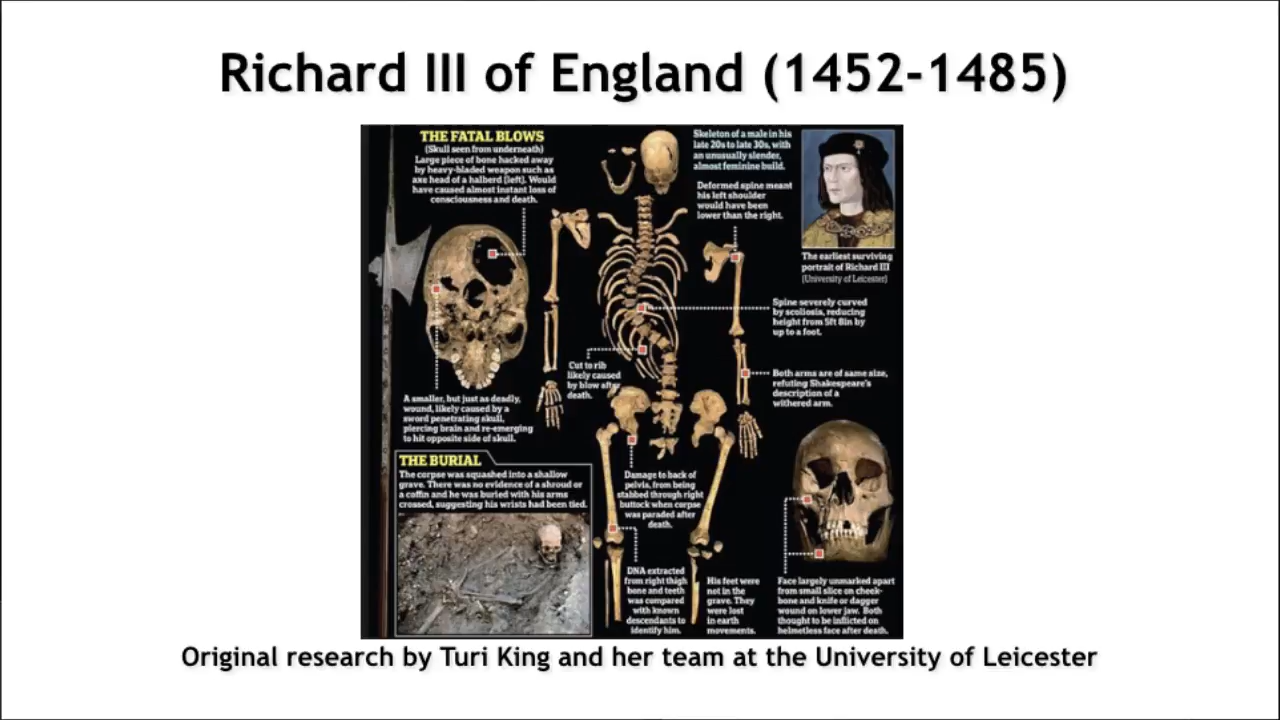 Richard III of England (1452-1485)
THE FATAL BLOWS
(Skull seen from underneath)
Large piece of bone hacked away
by heavy-bladed weapon such as
axe head of a halberd (left). Would
have caused almost instant loss of
consciousness and death.
Skeleton of a male in his
late 20s to late 30s, with
an unusually slender,
almost feminine build.
Deformed spine meant
his left shoulder
would have been
lower than the right.
The earliest surviving
portrait of Richard III
(University of Leicester)
Spine severely curved
by scoliosis, reducing
height from 5ft 8in by
up to a foot.
Cut to rib
likely caused
by blow after
death.
Both arms are of same size,
refuting Shakespeare's
description of a
withered arm.
A smaller, but just as deadly,
wound, likely caused by a
sword penetrating skull,
piercing brain and re-emerging
to hit opposite side of skull.
THE BURIAL
The corpse was squashed into a shallow
grave. There was no evidence of a shroud or
a coffin and he was buried with his arms
crossed, suggesting his wrists had been tied.
Damage to back of
pelvis, from being
stabbed through right
buttock when corpse
was paraded after
death.
DNA extracted
from right thigh
bone and teeth
was compared
with known
descendants to
identify him.
His feet were
not in the
grave. They
were lost
in earth
movements.
Face largely unmarked apart
from small slice on cheek-
bone and knife or dagger
wound on lower jaw. Both
thought to be inflicted on
helmetless face after death.
Original research by Turi King and her team at the University of Leicester